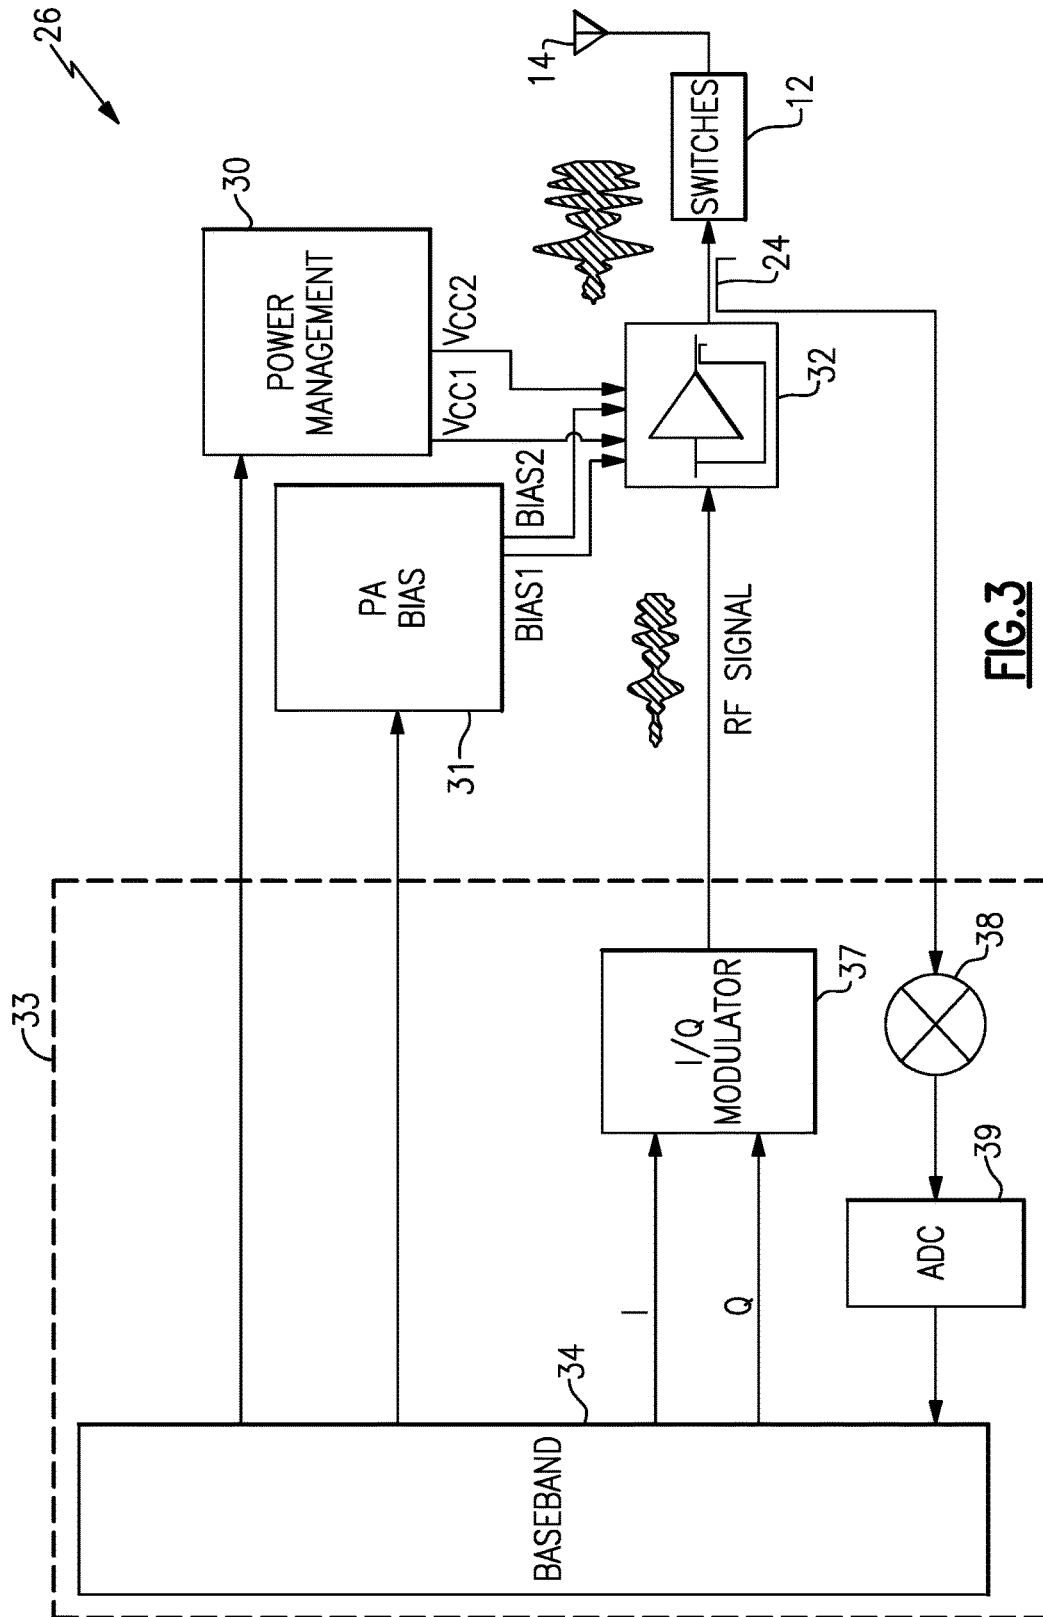 26
33
30
POWER
MANAGEMENT
VCC1
VCC2
PA
BIAS
31
BIAS1
BIAS2
14
SWITCHES
12
24
32
RF SIGNAL
I/Q
MODULATOR
37
38
ADC
39
I
Q
34
BASEBAND
FIG.3